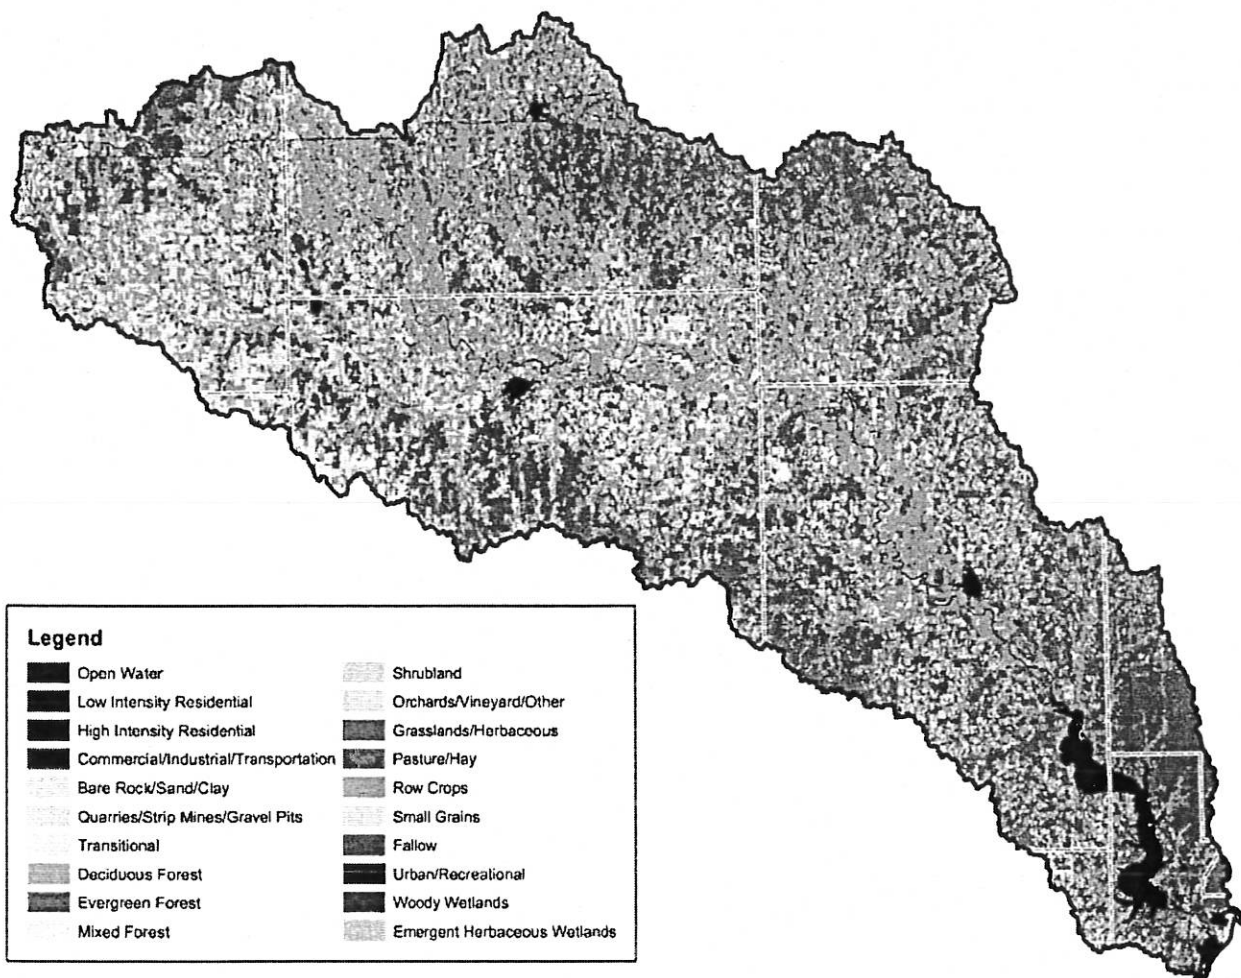 Legend
Open Water
Low Intensity Residential
High Intensity Residential
Commercial/Industrial/Transportation
Bare Rock/Sand/Clay
Quarries/Strip Mines/Gravel Pits
Transitional
Deciduous Forest
Evergreen Forest
Mixed Forest
Shrubland
Orchards/Vineyard/Other
Grasslands/Herbaceous
Pasture/Hay
Row Crops
Small Grains
Fallow
Urban/Recreational
Woody Wetlands
Emergent Herbaceous Wetlands